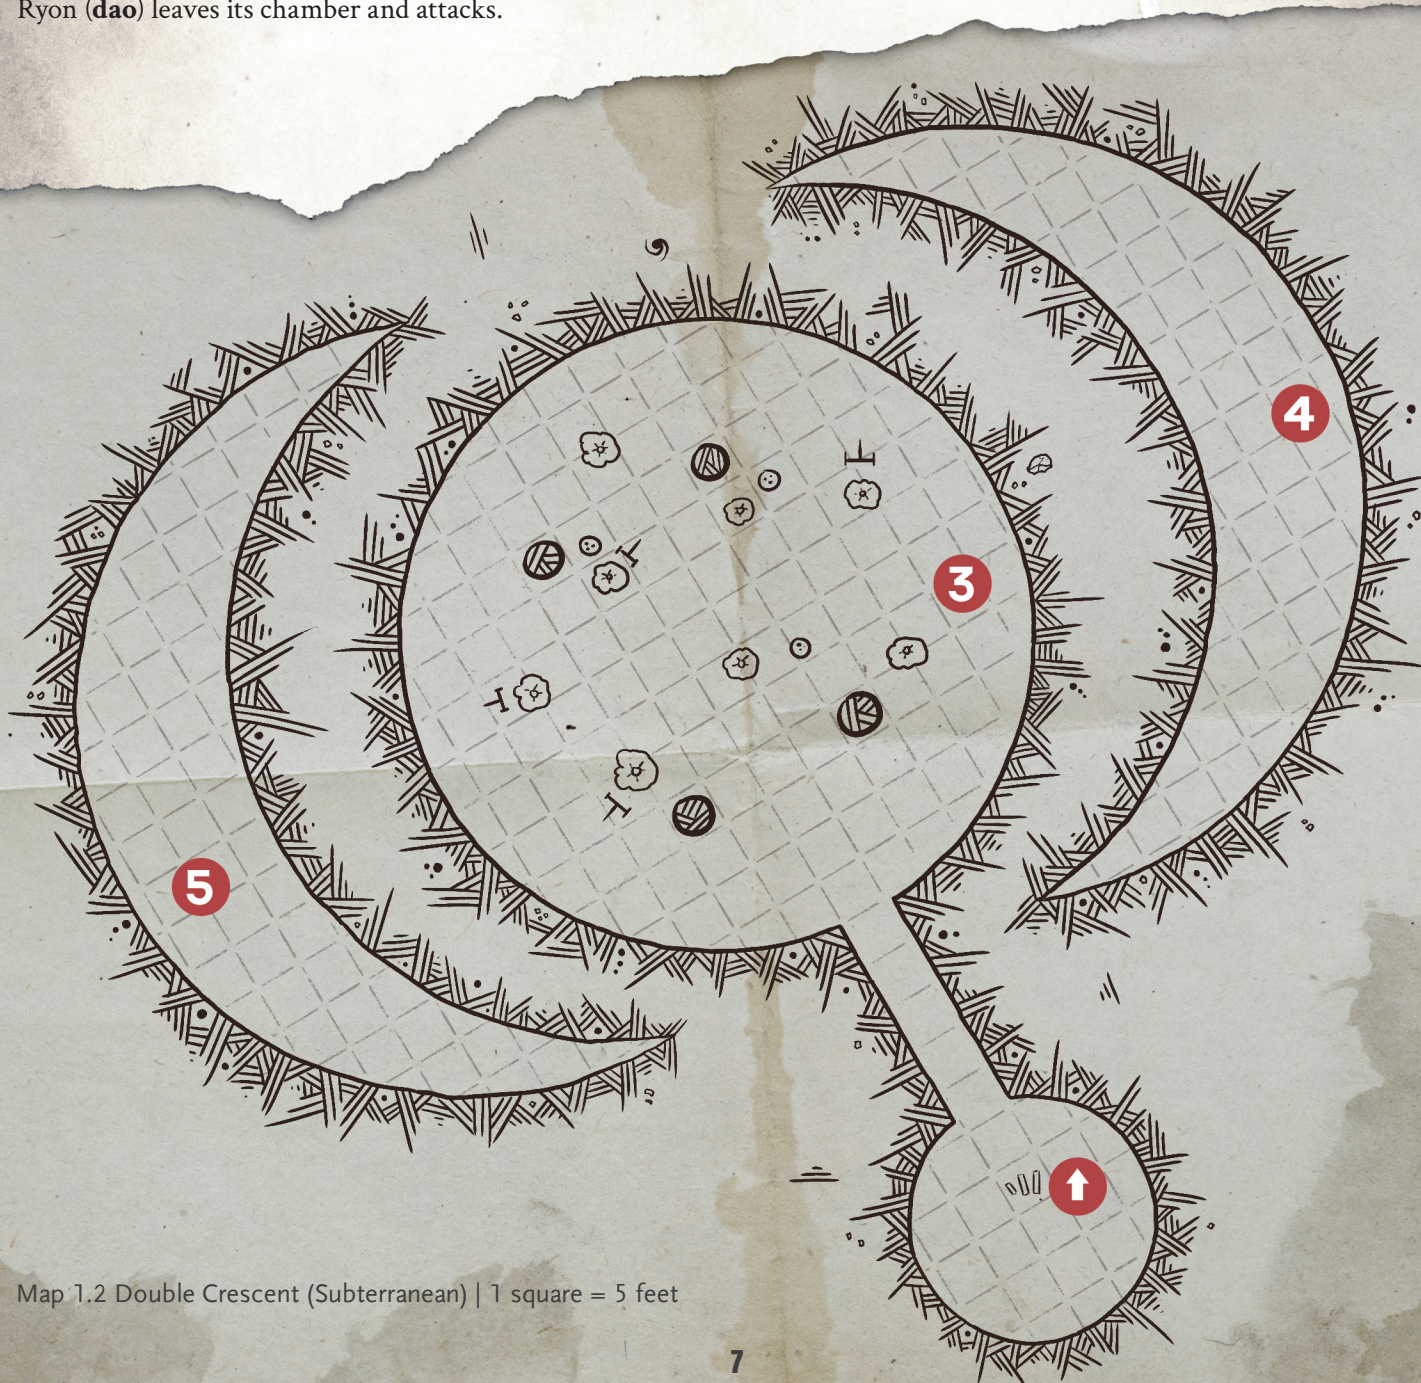 Ryon (dao) leaves its chamber and attacks.
4
3
5
Map 1.2 Double Crescent (Subterranean) | 1 square = 5 feet
7